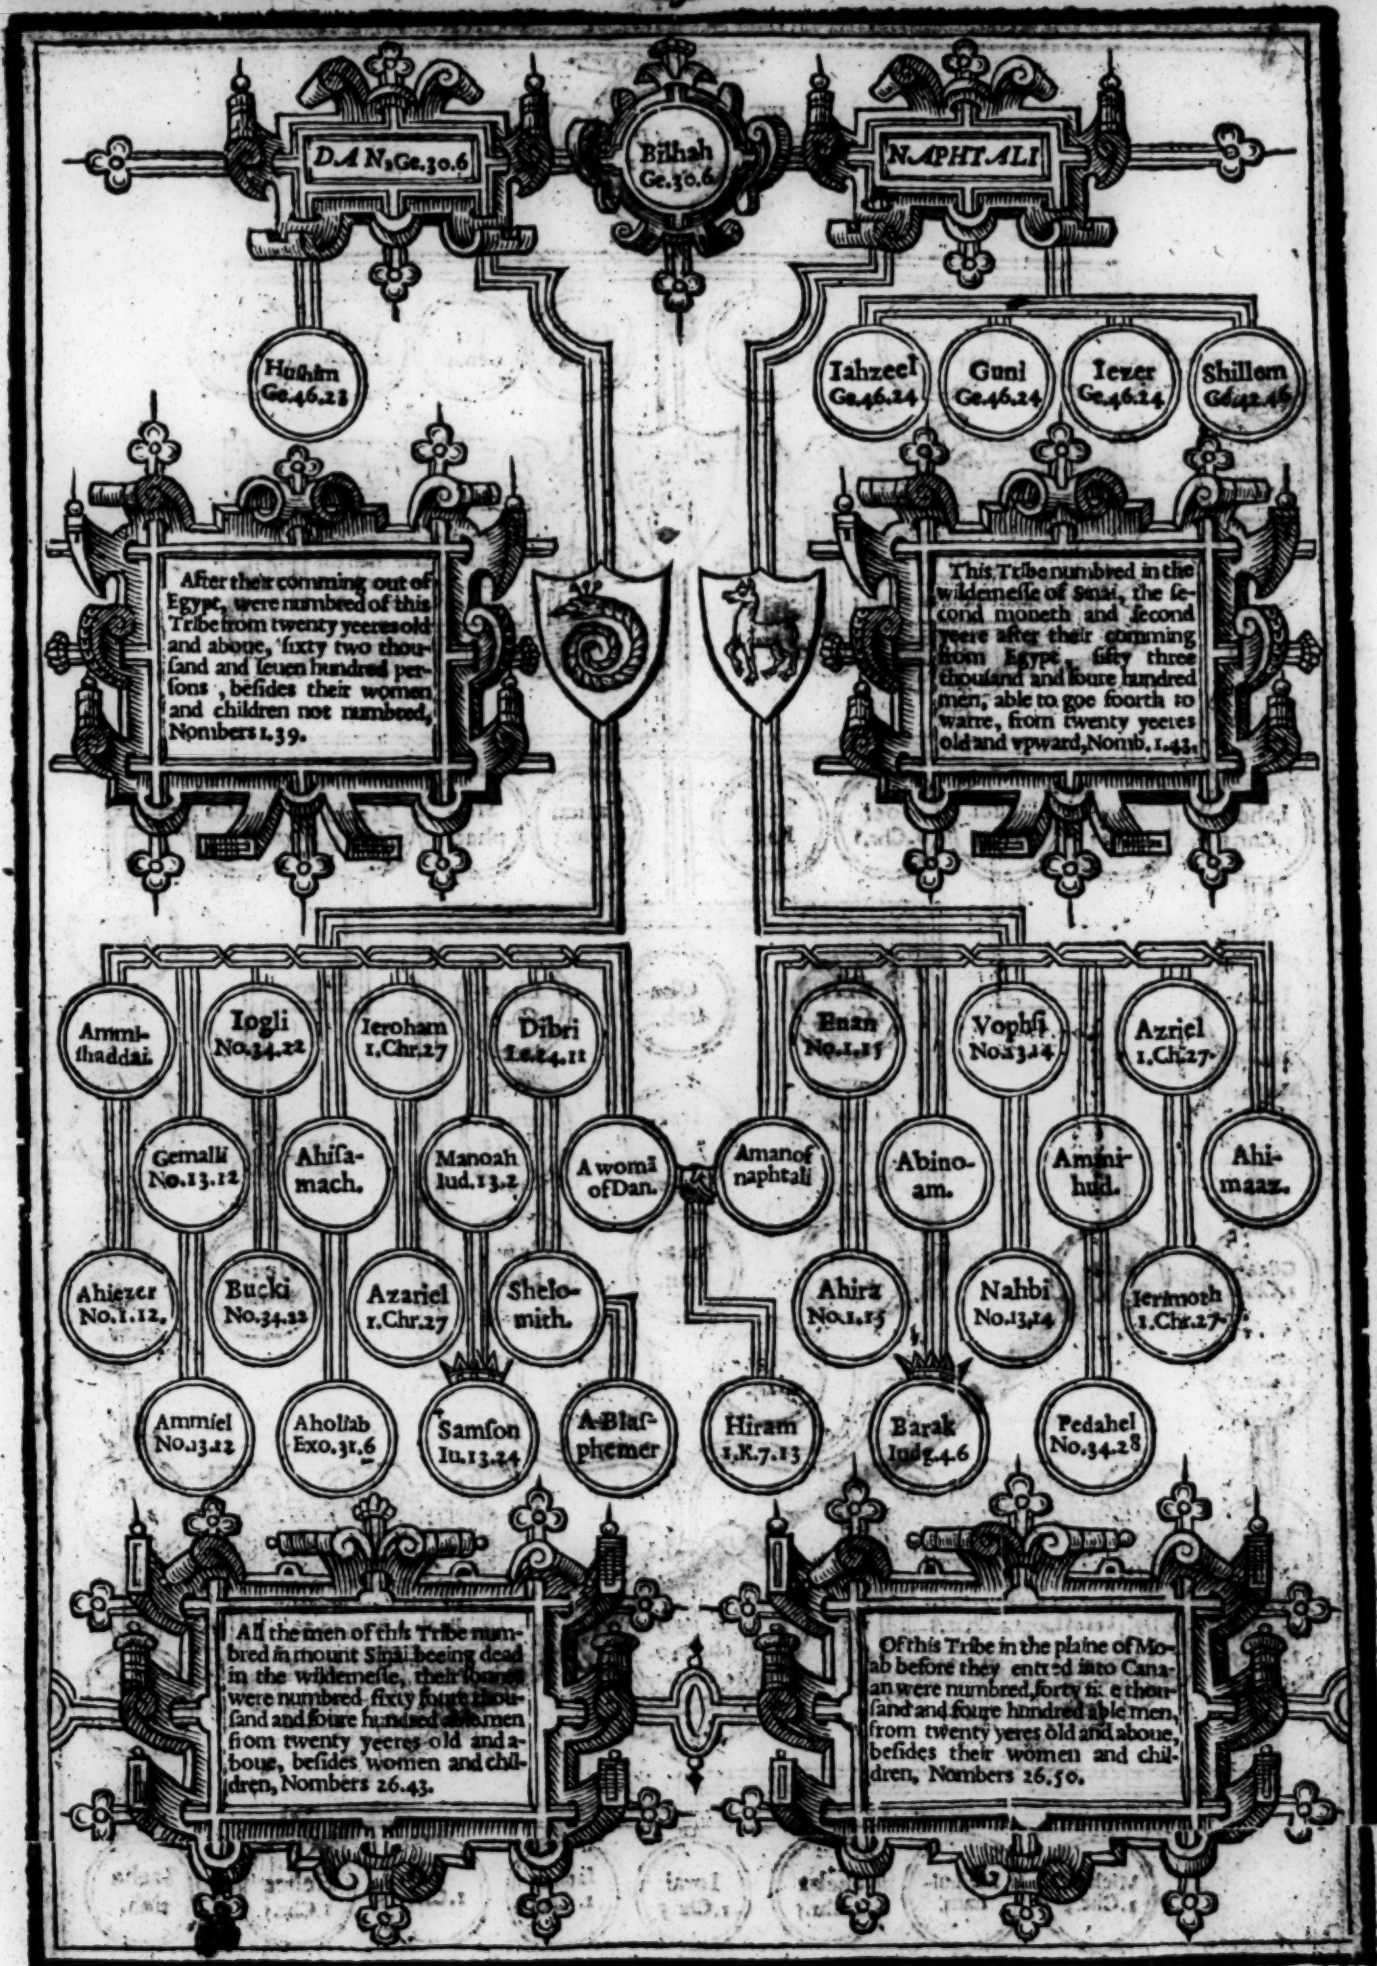 DAN, Ge.30.6
Bilhah
Ge.30.6
NAPHTALI
Hushim
Ge.46.23
Iahzeel
Ge.46.24
Guni
Ge.46.24
Iezer
Ge.46.24
Shillem
Ge.42.46
After their comming out of
Egypt, were numbred of this
Tribe from twenty yeeres old
and aboue, ſixty two thou-
ſand and ſeuen hundred per-
ſons, beſides their women
and children not numbred,
Nombers 1.39.
This Tribe numbred in the
wilderneſſe of Sinai, the ſe-
cond moneth and ſecond
yeere after their comming
from Egypt, fifty three
thouſand and foure hundred
men, able to goe foorth to
warre, from twenty yeeres
old and vpward, Nomb. 1.43.
Ammi-
ſhaddai.
Iogli
No.34.22
Ieroham
1.Chr.27
Dibri
Le.24.11
Enan
No.1.15
Vophſi
No.13.14
Azriel
1.Ch.27.
Gemalli
No.13.12
Ahiſa-
mach.
Manoah
Iud.13.2
A womā
of Dan.
A man of
naphtali
Abino-
am.
Ammi-
hud.
Ahi-
maaz.
Ahiezer
No.1.12.
Bucki
No.34.22
Azariel
1.Chr.27
Shelo-
mith.
Ahira
No.1.15
Nahbi
No.13.14
Ierimoth
1.Chr.27.
Ammiel
No.13.12
Aholiab
Exo.31.6
Samſon
Iu.13.24
A Blaſ-
phemer
Hiram
1.K.7.13
Barak
Iudg.4.6
Pedahel
No.34.28
All the men of this Tribe num-
bred in mount Sinai beeing dead
in the wilderneſſe, their ſonnes
were numbred ſixty foure thou-
ſand and foure hundred able men
from twenty yeeres old and a-
boue, beſides women and chil-
dren, Nombers 26.43.
Of this Tribe in the plaine of Mo-
ab before they entred into Cana-
an were numbred, forty fiue thou-
ſand and foure hundred able men,
from twenty yeres old and aboue,
beſides their women and chil-
dren, Nombers 26.50.